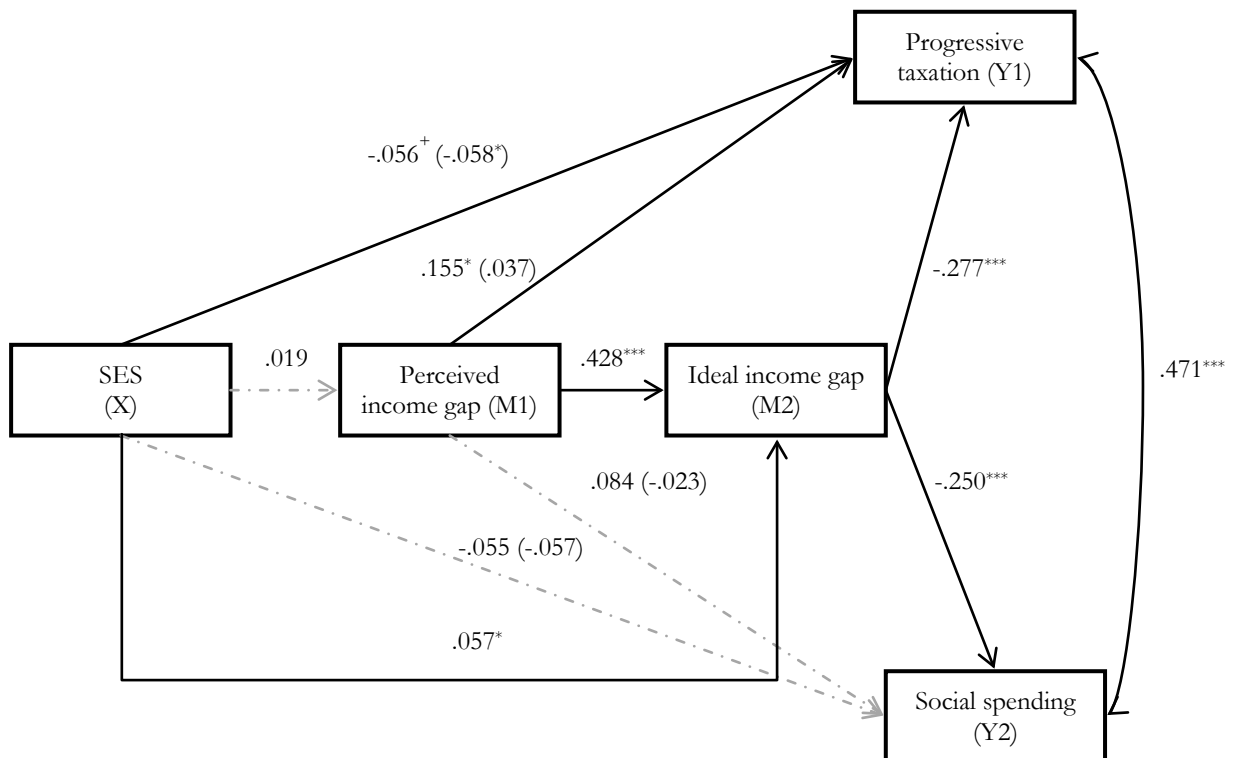 Progressive
taxation (Y1)
-.056+ (-.058*)
.155* (.037)
-.277***
SES
(X)
.019
Perceived
income gap (M1)
.428***
Ideal income gap
(M2)
.471***
.084 (-.023)
-.250***
-.055 (-.057)
.057*
Social spending
(Y2)